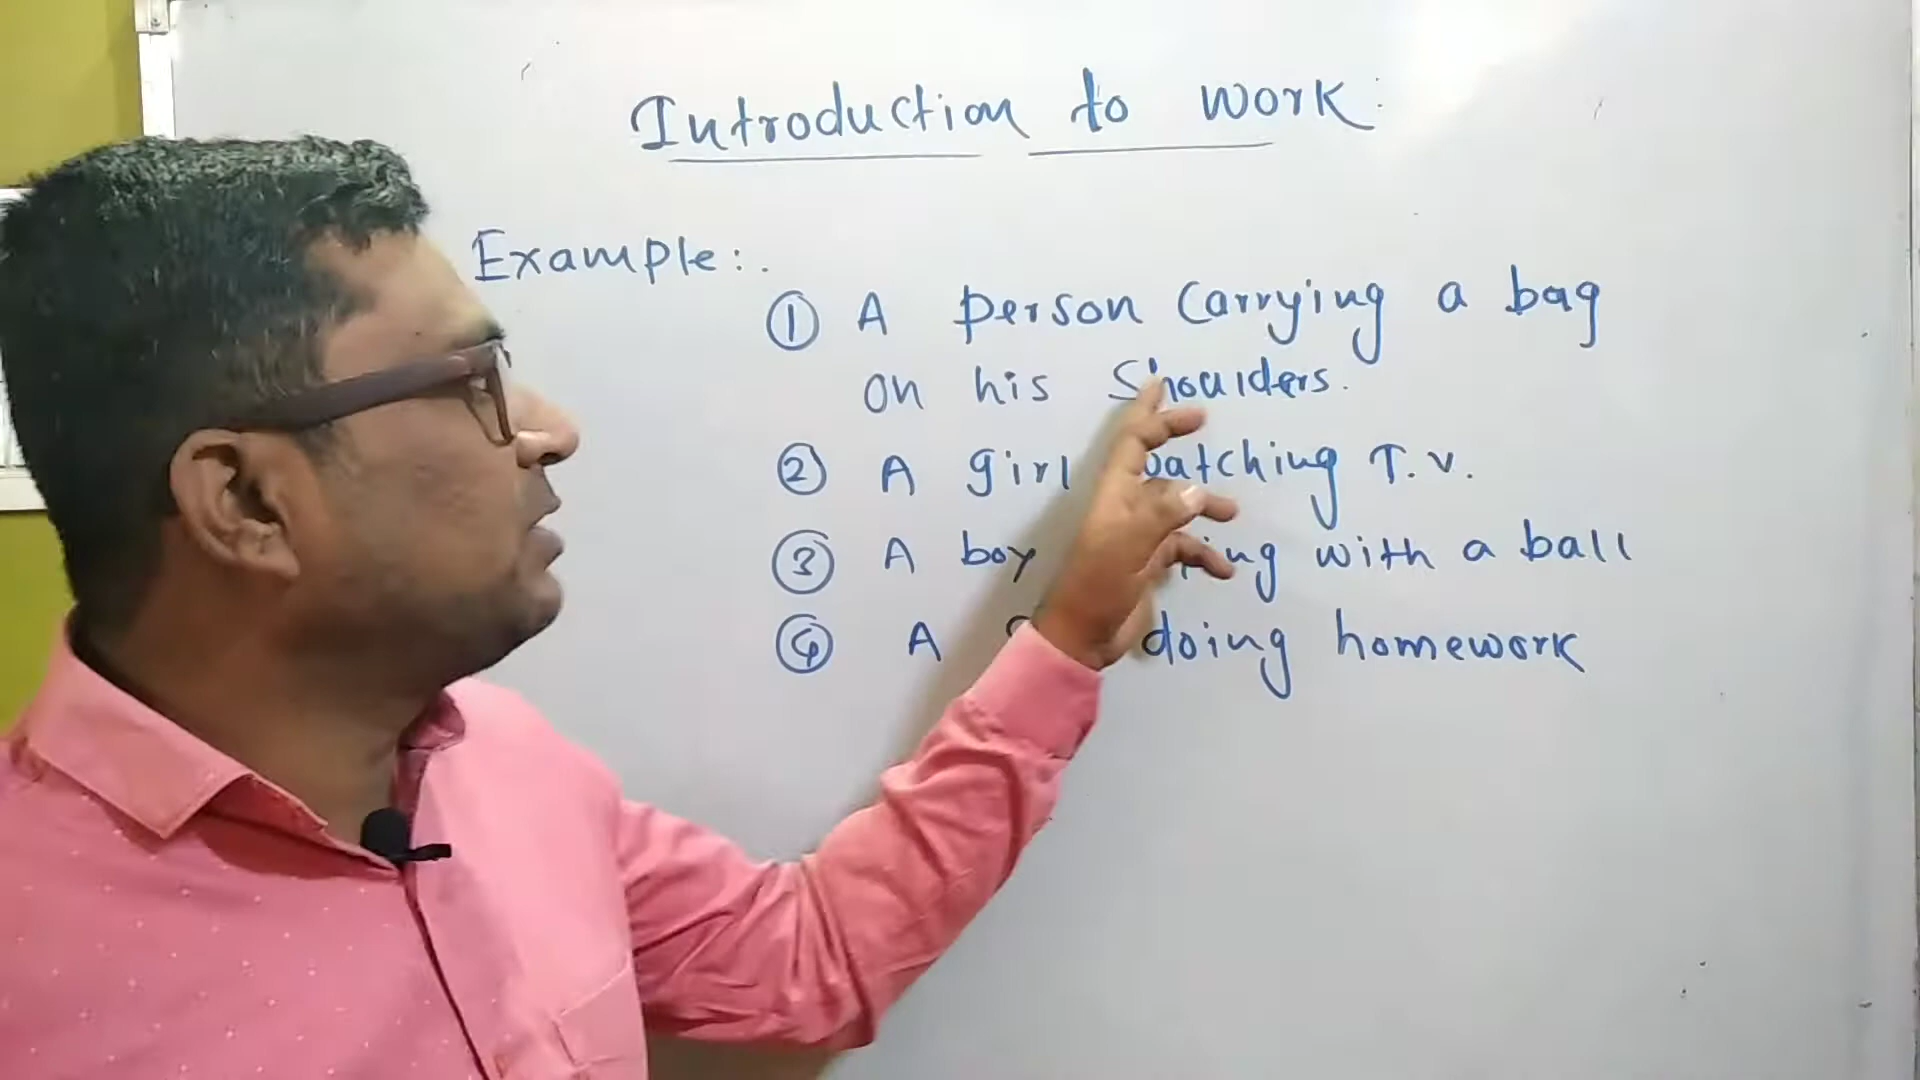 Introduction to work:
Example:.
① A person carrying a bag
on his shoulders.
② A girl watching T.V.
③ A boy with a ball
④ A doing homework